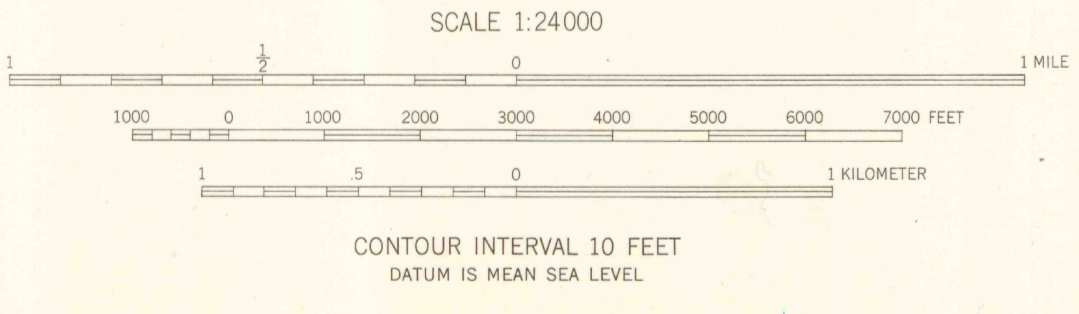 SCALE 1:24000
1 1/2 0 1 MILE
1000 0 1000 2000 3000 4000 5000 6000 7000 FEET
1 .5 0 1 KILOMETER
CONTOUR INTERVAL 10 FEET
DATUM IS MEAN SEA LEVEL